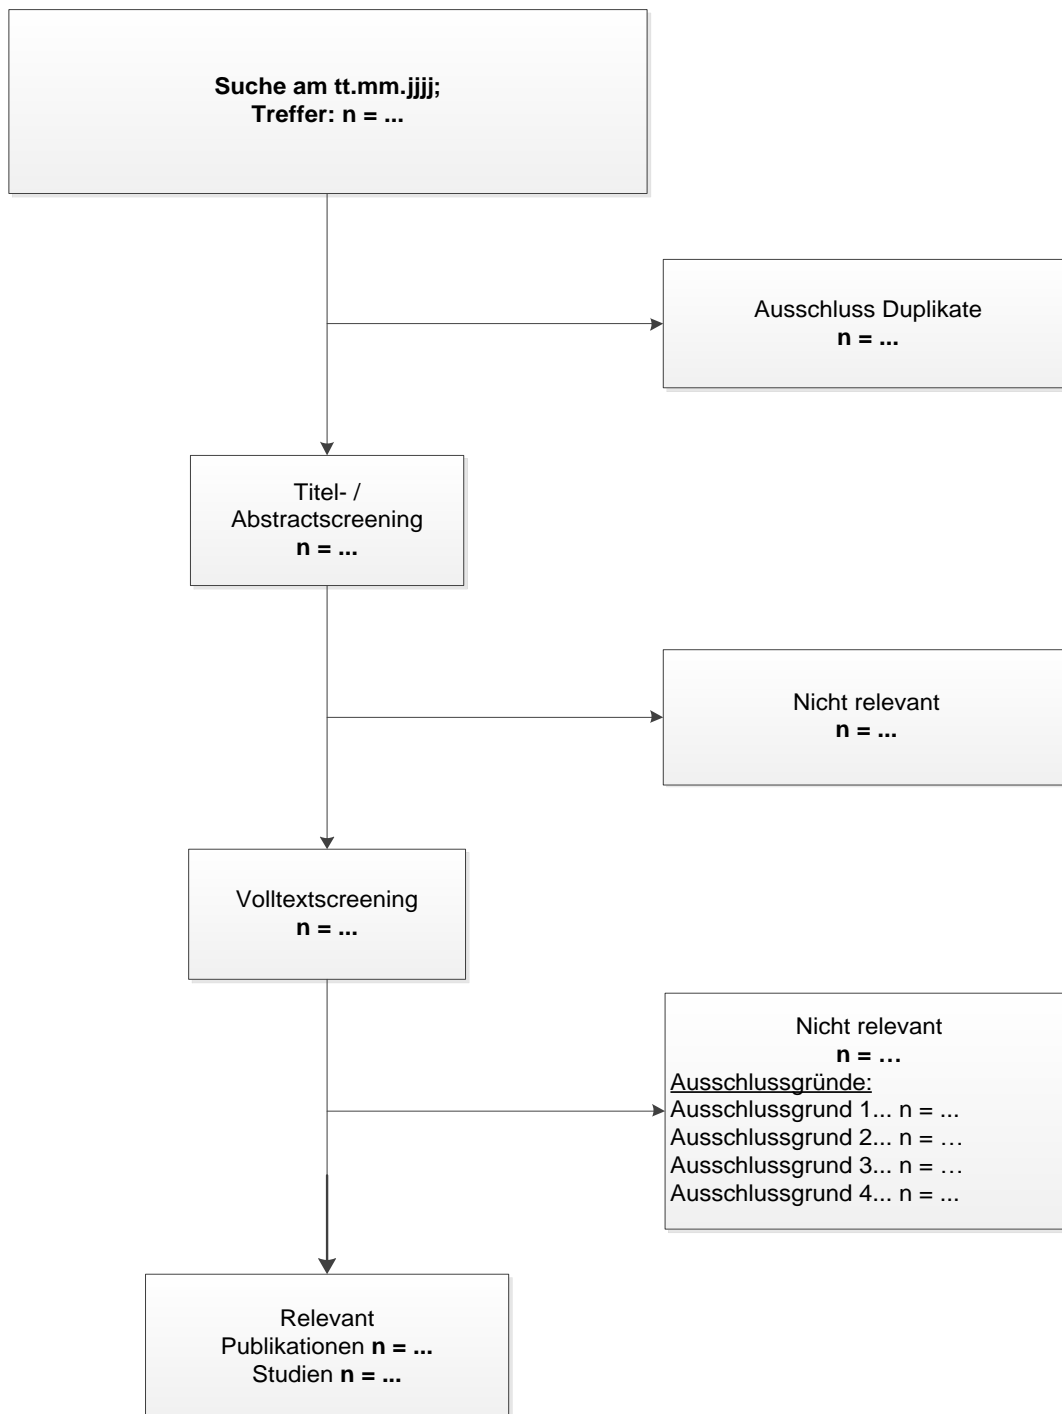 Suche am tt.mm.jjjj;
Treffer: n = ...
Ausschluss Duplikate
n = ...
Titel- /
Abstractscreening
n = ...
Nicht relevant
n = ...
Volltextscreening
n = ...
Nicht relevant
n = …
Ausschlussgründe:
Ausschlussgrund 1... n = ...
Ausschlussgrund 2... n = …
Ausschlussgrund 3... n = …
Ausschlussgrund 4... n = ...
Relevant
Publikationen n = ...
Studien n = ...